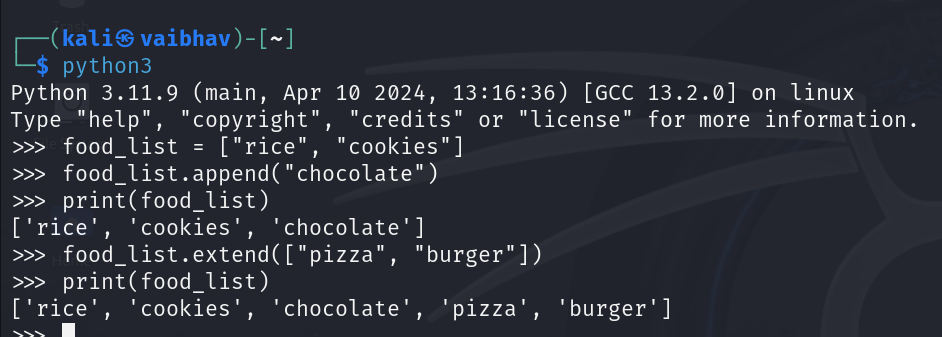 ┌──(kali㉿vaibhav)-[~]
└─$ python3
Python 3.11.9 (main, Apr 10 2024, 13:16:36) [GCC 13.2.0] on linux
Type "help", "copyright", "credits" or "license" for more information.
>>> food_list = ["rice", "cookies"]
>>> food_list.append("chocolate")
>>> print(food_list)
['rice', 'cookies', 'chocolate']
>>> food_list.extend(["pizza", "burger"])
>>> print(food_list)
['rice', 'cookies', 'chocolate', 'pizza', 'burger']
>>>